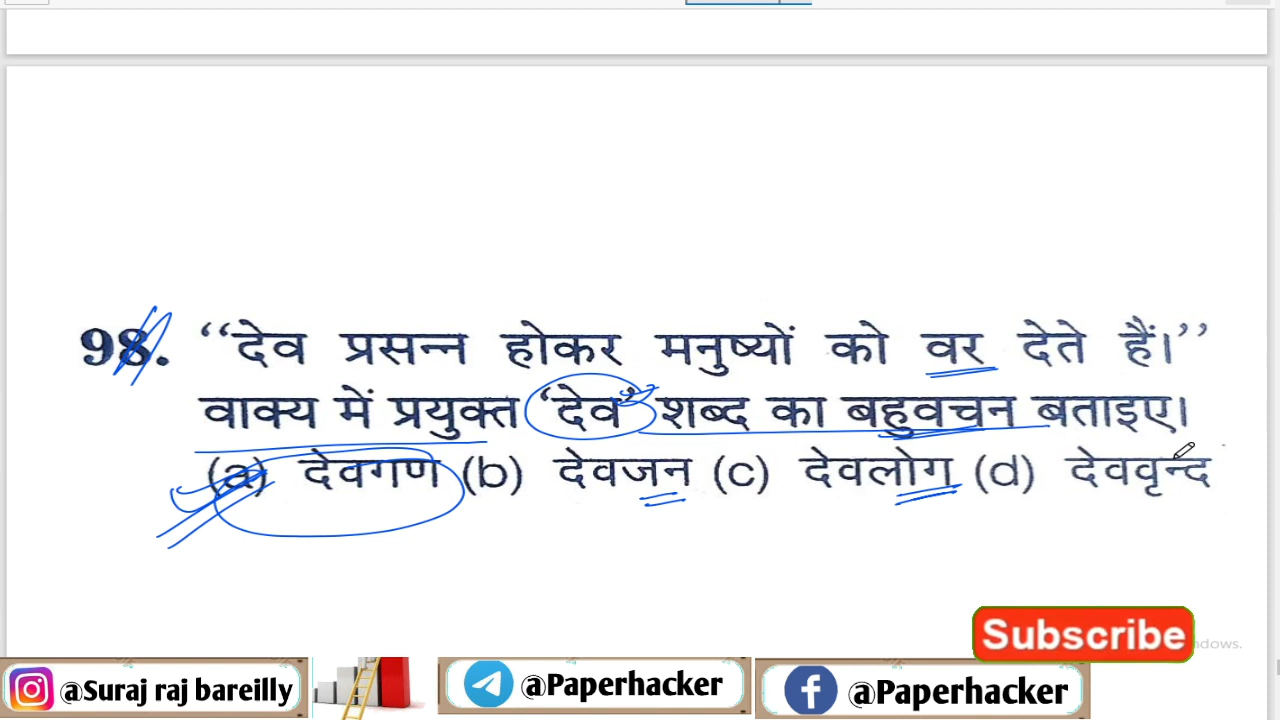 98. ‘‘देव प्रसन्न होकर मनुष्यों को वर देते हैं।’’
वाक्य में प्रयुक्त ‘देव’ शब्द का बहुवचन बताइए।
(a) देवगण (b) देवजन (c) देवलोग (d) देववृन्द
Subscribe
ndows.
@Suraj raj bareilly
@Paperhacker
@Paperhacker